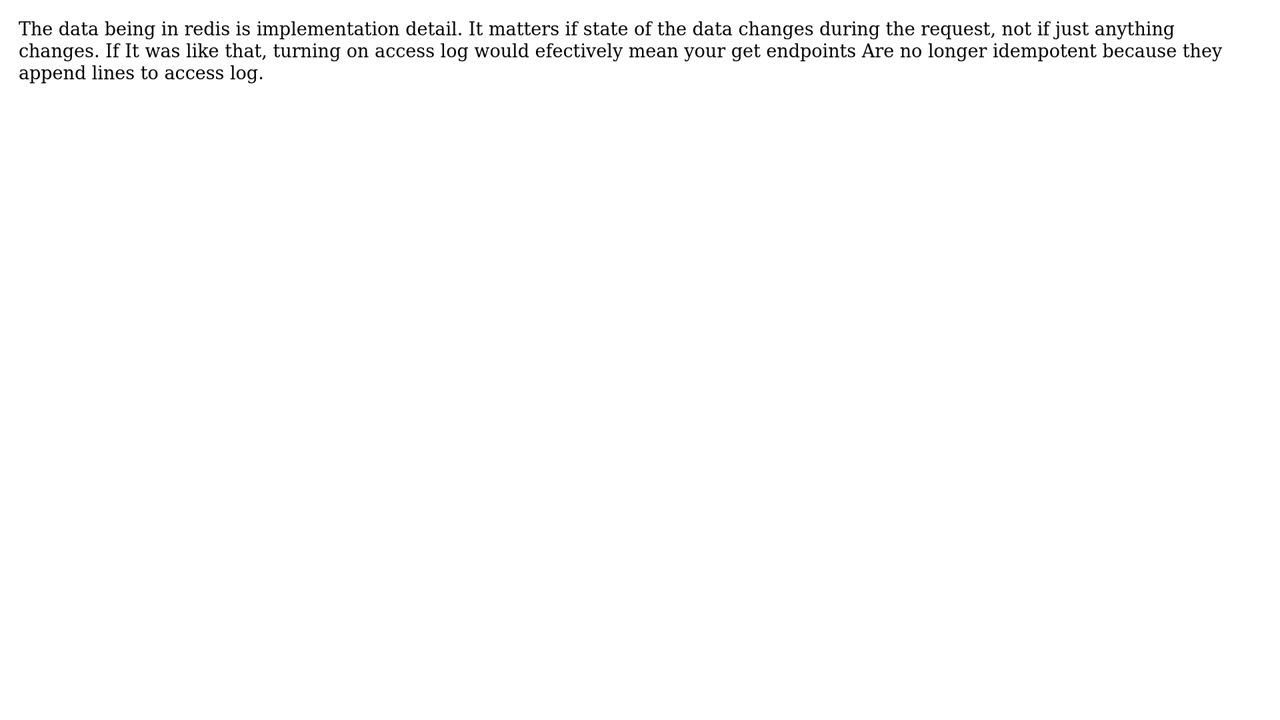 The data being in redis is implementation detail. It matters if state of the data changes during the request, not if just anything
changes. If It was like that, turning on access log would efectively mean your get endpoints Are no longer idempotent because they
append lines to access log.